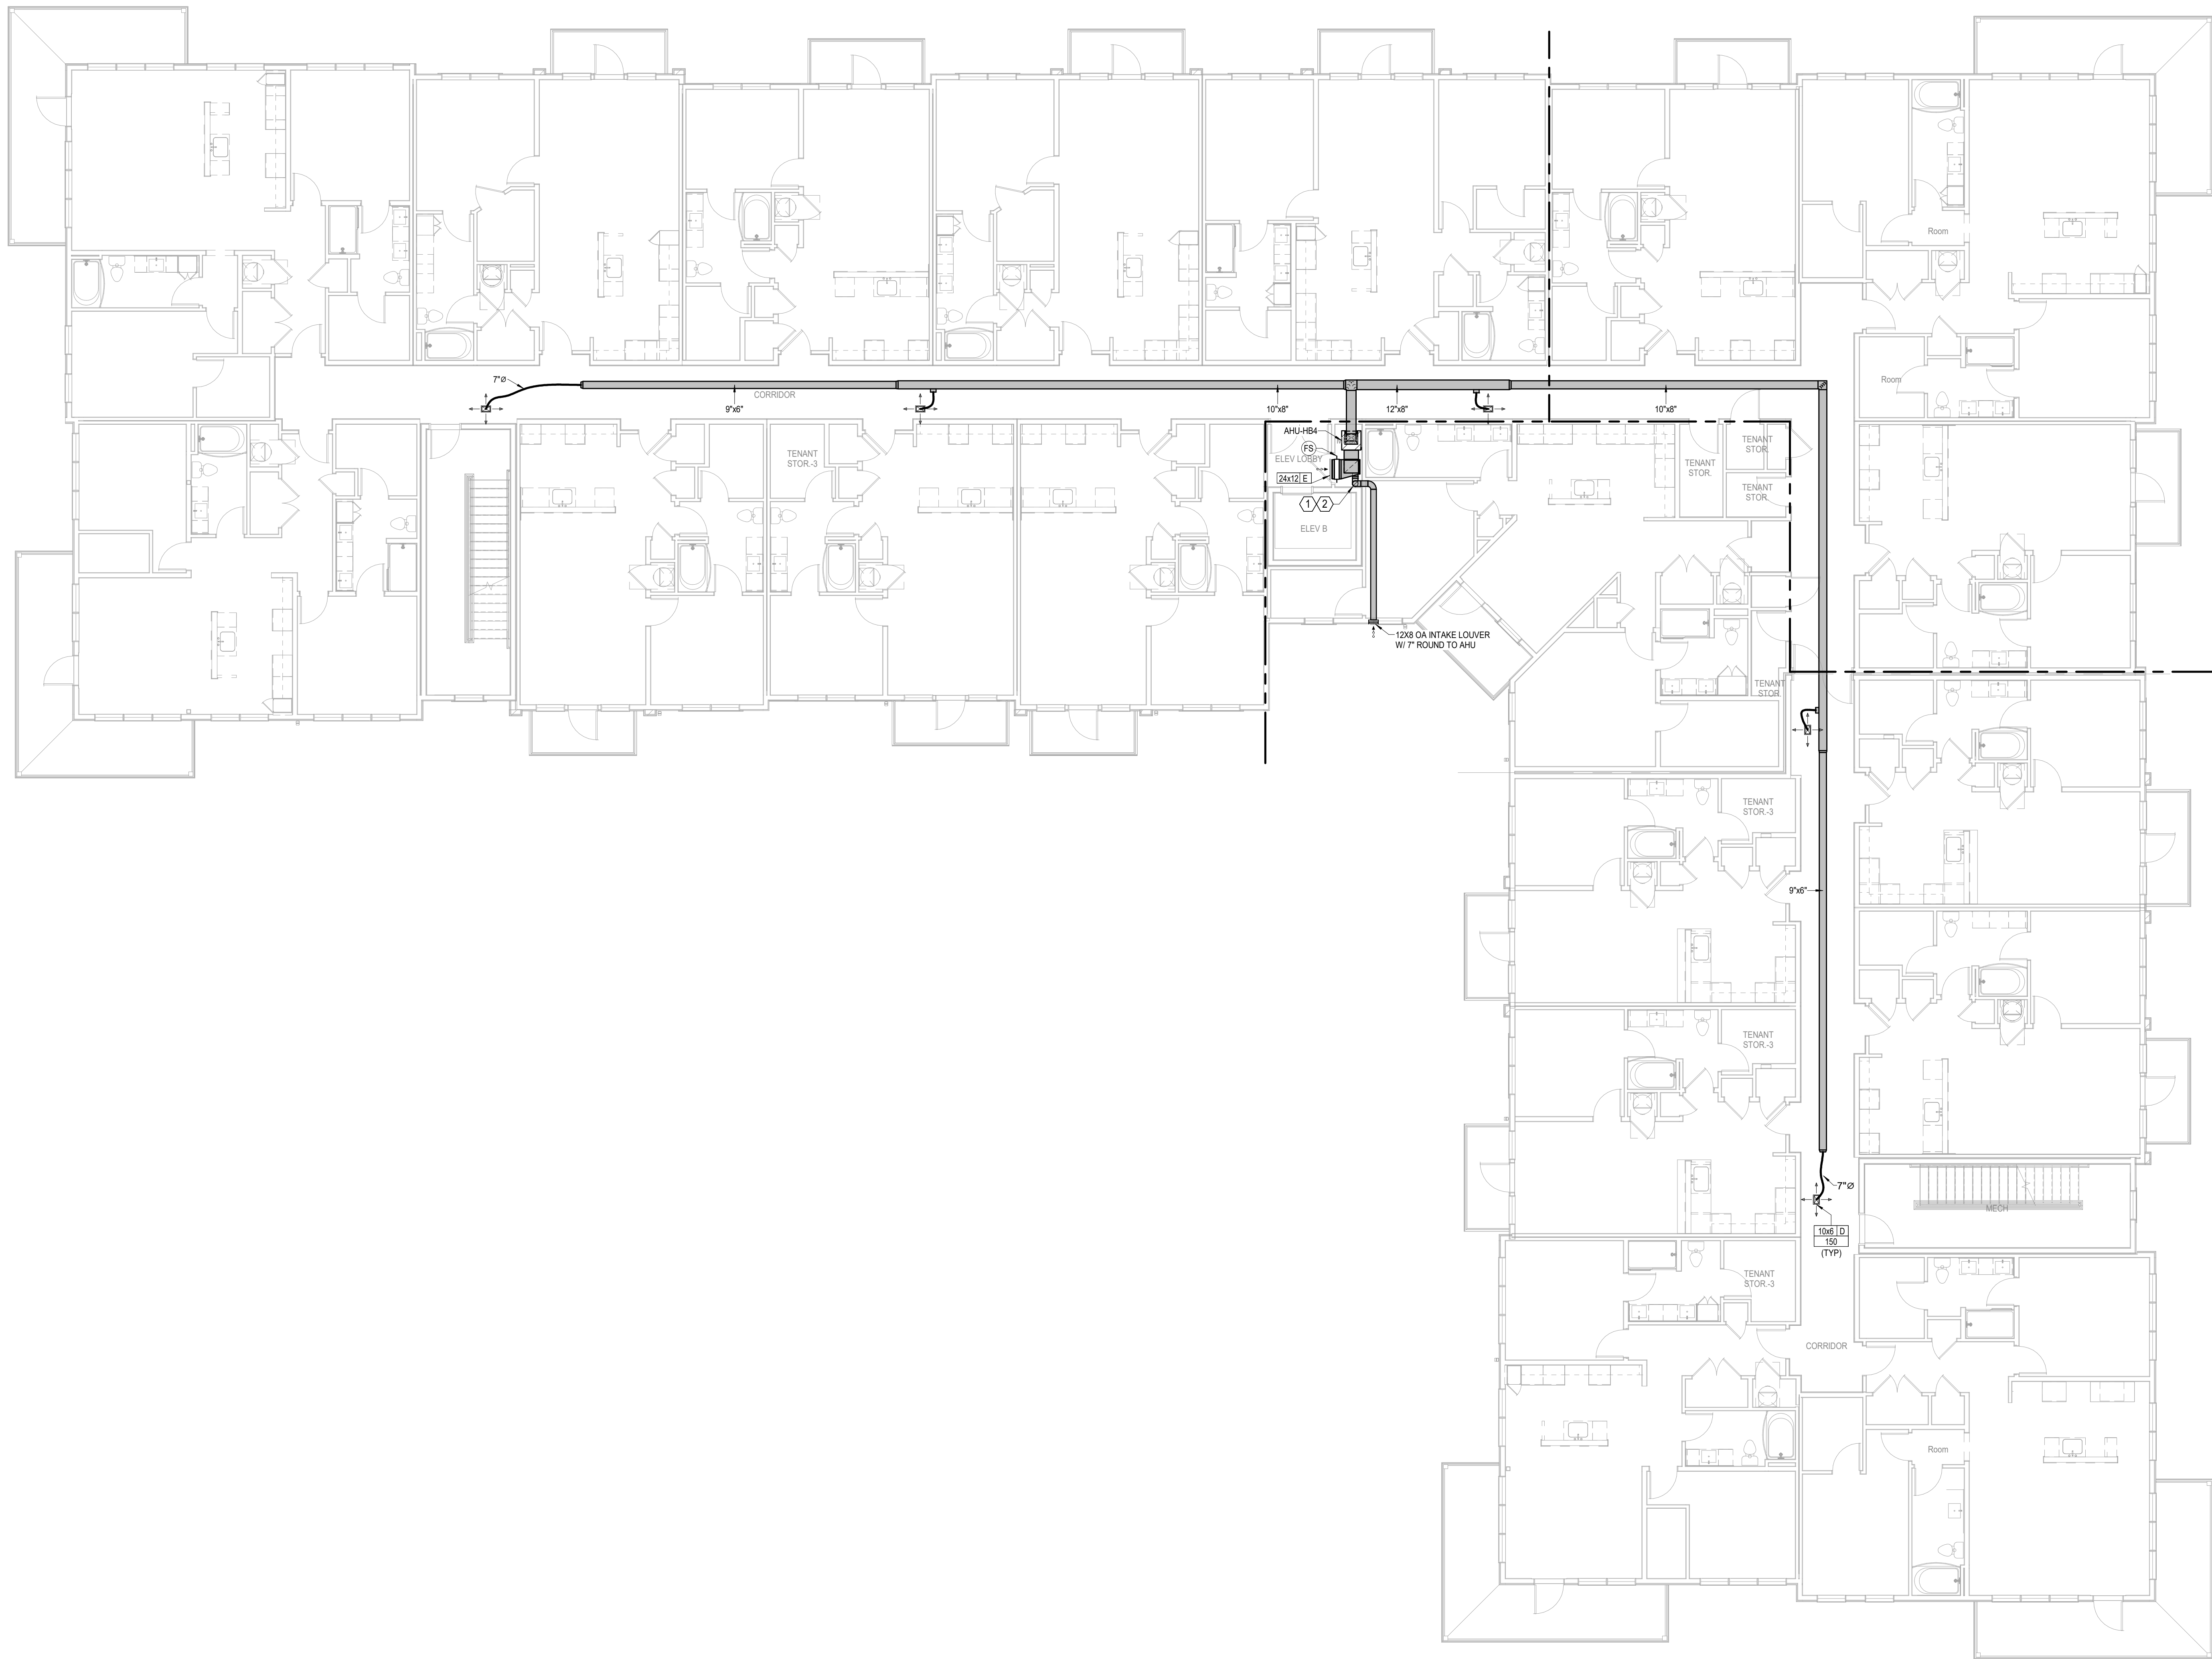 Room
Room
7"Ø
9"x6"
CORRIDOR
10"x8"
12"x8"
10"x8"
AHU-HB4
FS
ELEV LOBBY
24x12 E
1 2
ELEV B
TENANT
STOR.-3
TENANT
STOR.
TENANT
STOR.
TENANT
STOR.
12X8 OA INTAKE LOUVER
W/ 7" ROUND TO AHU
TENANT
STOR.
TENANT
STOR.-3
9"x6"
TENANT
STOR.-3
7"Ø
MECH
10x6 D
150
(TYP)
TENANT
STOR.-3
CORRIDOR
Room